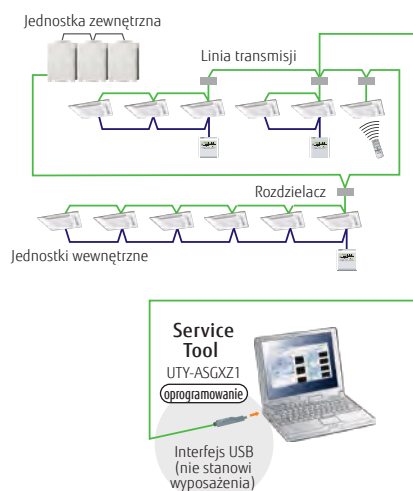 Jednostka zewnętrzna
Linia transmisji
Rozdzielacz
Jednostki wewnętrzne
Service
Tool
UTY-ASGXZ1
oprogramowanie
Interfejs USB
(nie stanowi
wyposażenia)